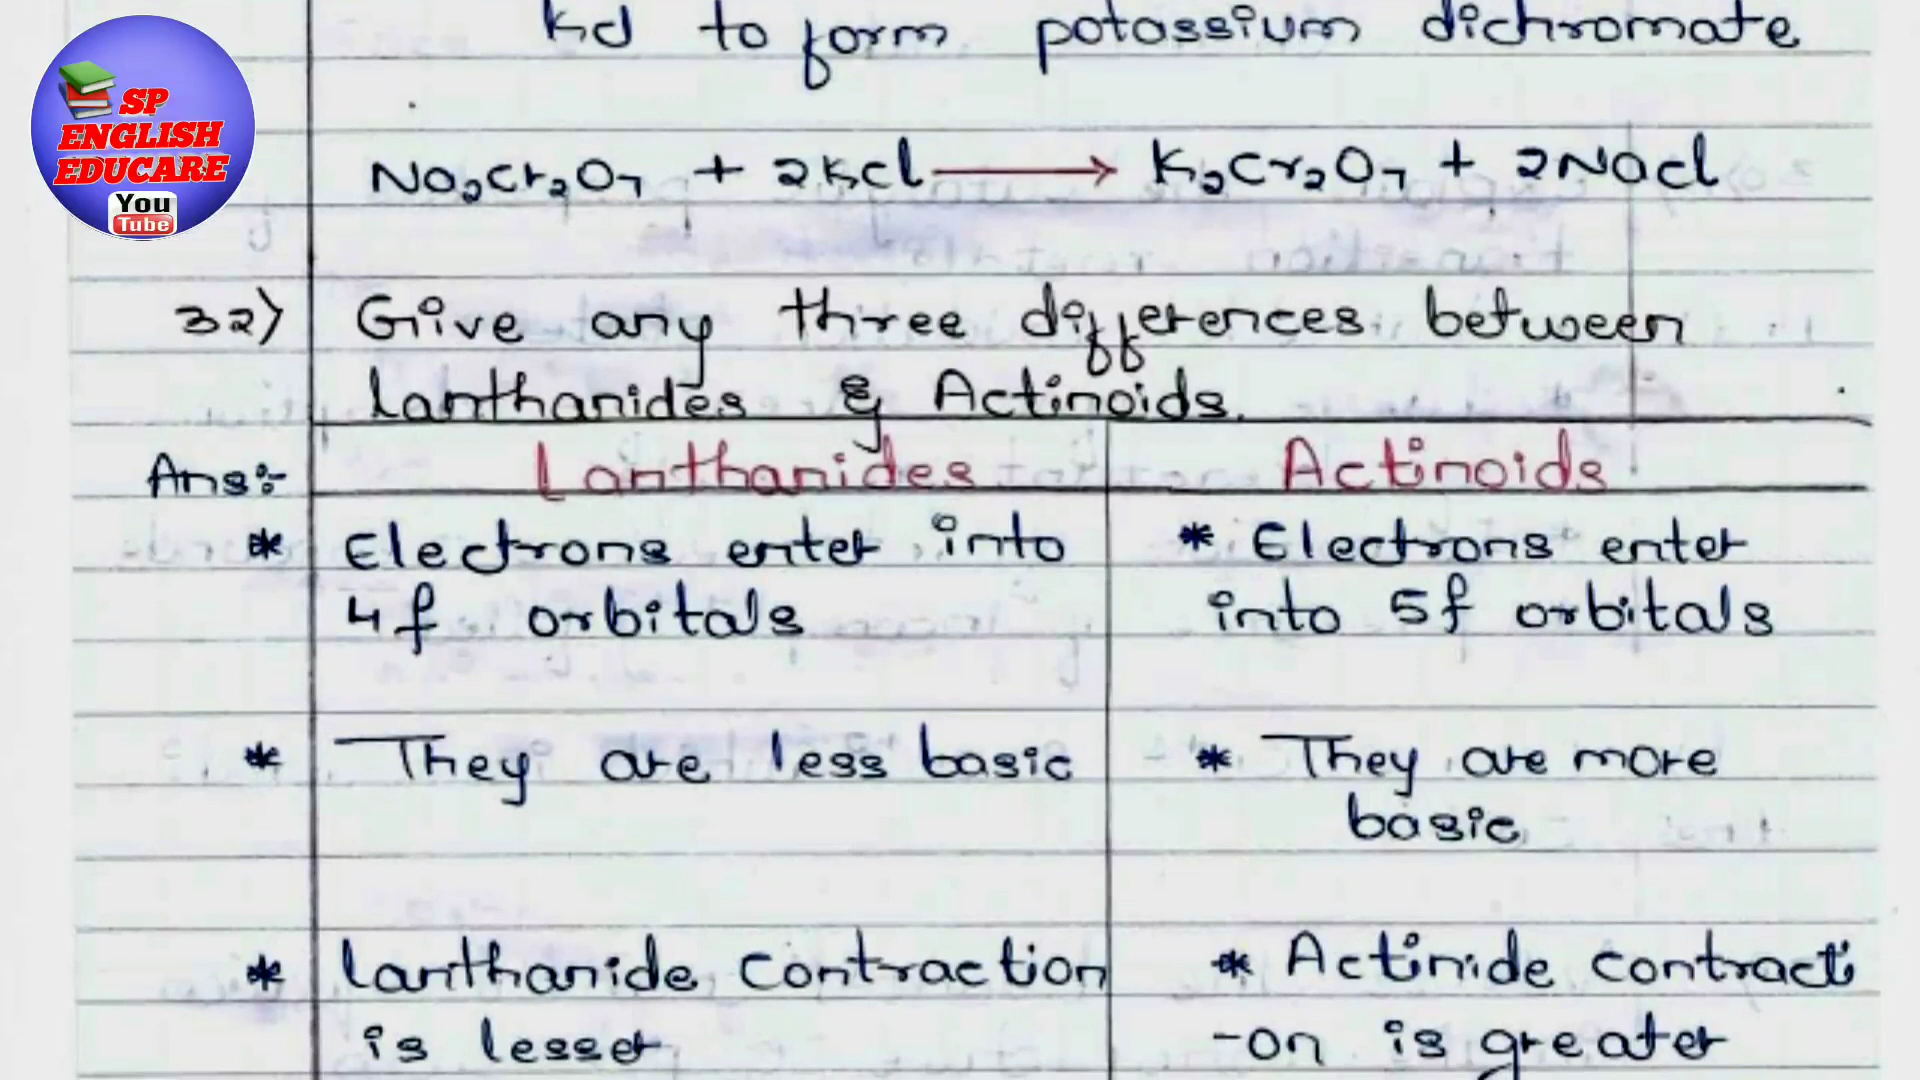 SP
ENGLISH
EDUCARE
You
Tube
Kcl to form potassium dichromate
Na₂Cr₂O₇ + 2KCl ⟶ K₂Cr₂O₇ + 2NaCl
32) Give any three differences between
Lanthanides & Actinoids.
Ans:- Lanthanides Actinoids
* Electrons enter into * Electrons enter
4f orbitals into 5f orbitals
* They are less basic * They are more
basic
* Lanthanide contraction * Actinide contracti
is lesser -on is greater